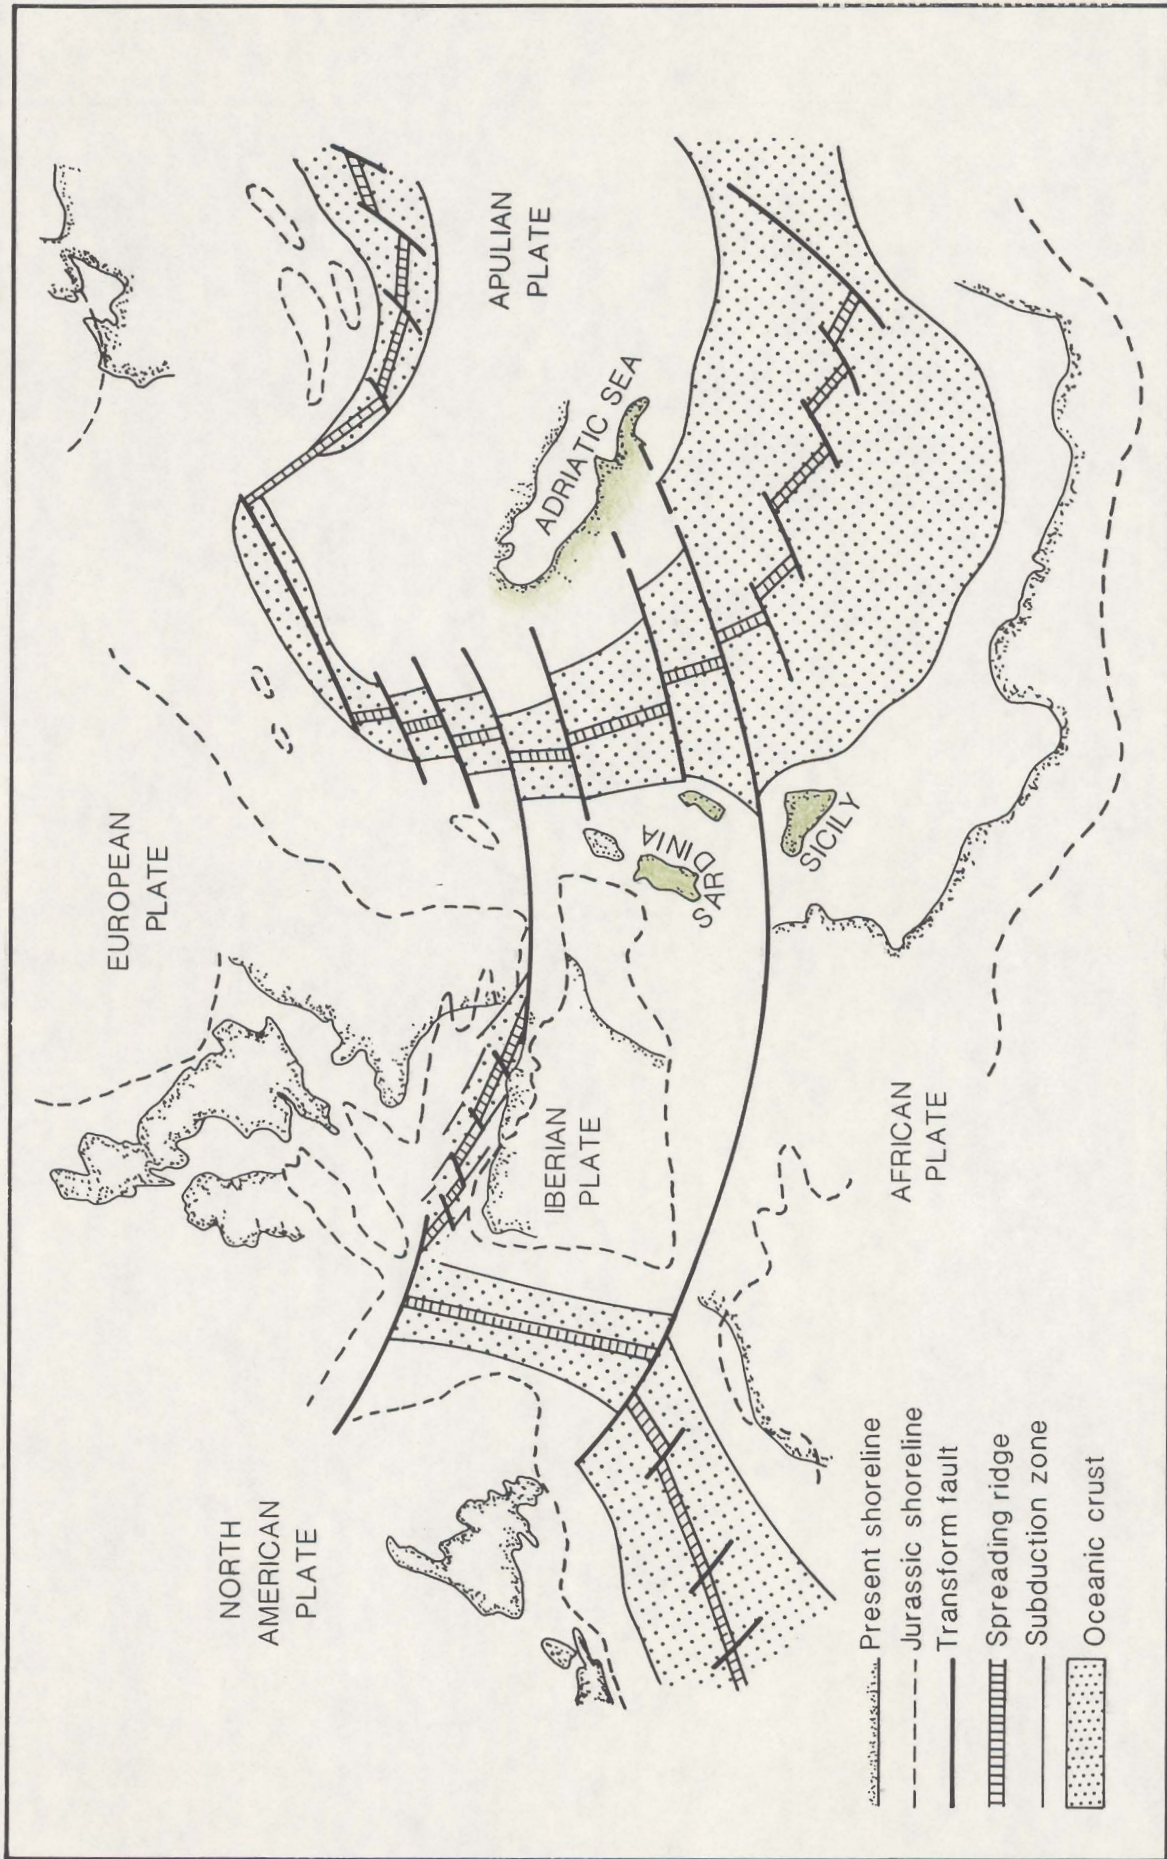 NORTH
AMERICAN
PLATE
EUROPEAN
PLATE
APULIAN
PLATE
ADRIATIC SEA
IBERIAN
PLATE
SARDINIA
SICILY
AFRICAN
PLATE
Present shoreline
Jurassic shoreline
Transform fault
Spreading ridge
Subduction zone
Oceanic crust